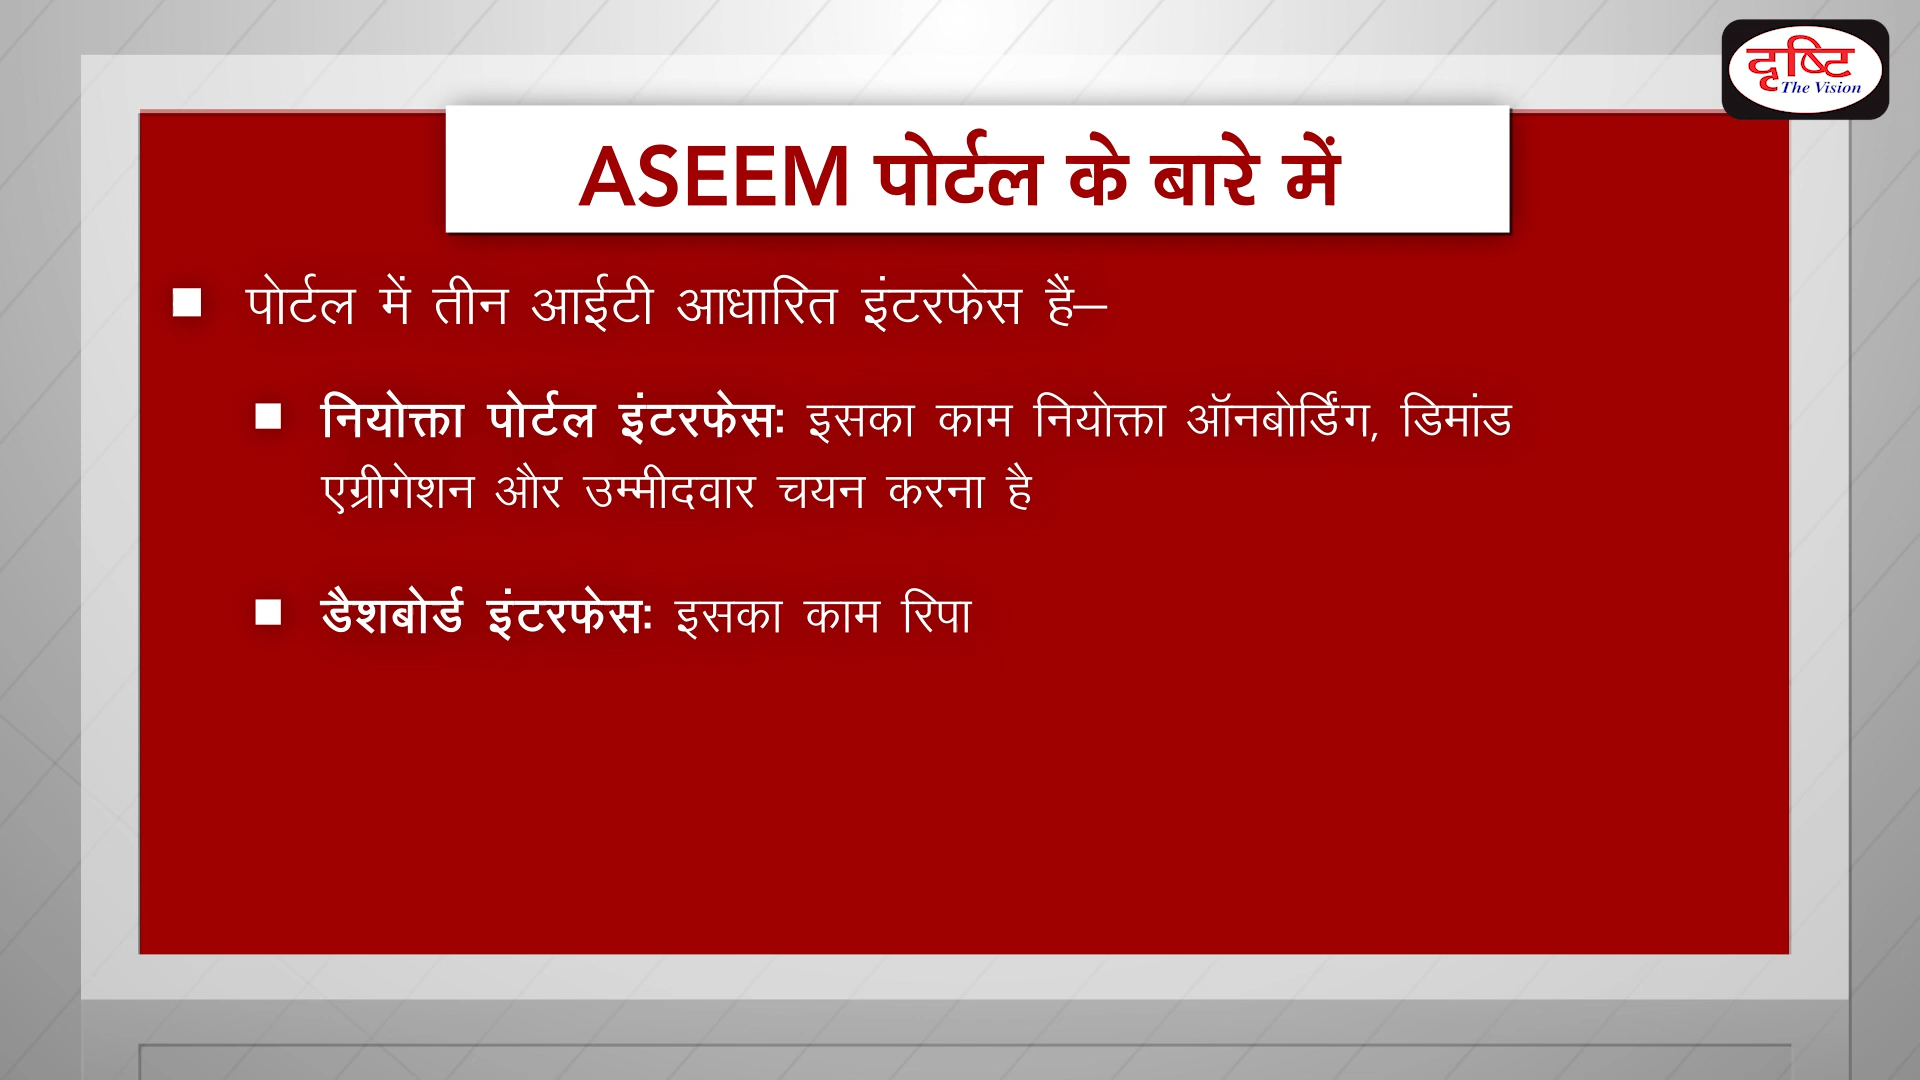 दृष्टि
The Vision
ASEEM पोर्टल के बारे में
■ पोर्टल में तीन आईटी आधारित इंटरफेस हैं–
■ नियोक्ता पोर्टल इंटरफेसः इसका काम नियोक्ता ऑनबोर्डिंग, डिमांड
एग्रीगेशन और उम्मीदवार चयन करना है
■ डैशबोर्ड इंटरफेसः इसका काम रिपा